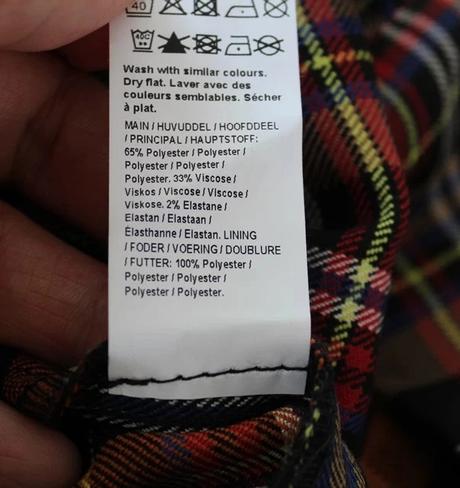 40
40C
Wash with similar colours.
Dry flat. Laver avec des
couleurs semblables. Sécher
à plat.
MAIN / HUVUDDEL / HOOFDDEEL
/ PRINCIPAL / HAUPTSTOFF:
65% Polyester / Polyester /
Polyester / Polyester /
Polyester. 33% Viscose /
Viskos / Viscose / Viscose /
Viskose. 2% Elastane /
Elastan / Elastaan /
Élasthanne / Elastan. LINING
/ FODER / VOERING / DOUBLURE
/ FUTTER: 100% Polyester /
Polyester / Polyester /
Polyester / Polyester.